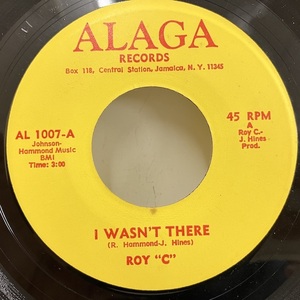 ALAGA
RECORDS
Box 118, Central Station, Jamaica, N. Y. 11345
AL 1007-A
Johnson-
Hammond Music
BMI
Time: 3:00
45 RPM
A
Roy C.-
J. Hines
Prod.
I WASN'T THERE
(R. Hammond-J. Hines)
ROY "C"